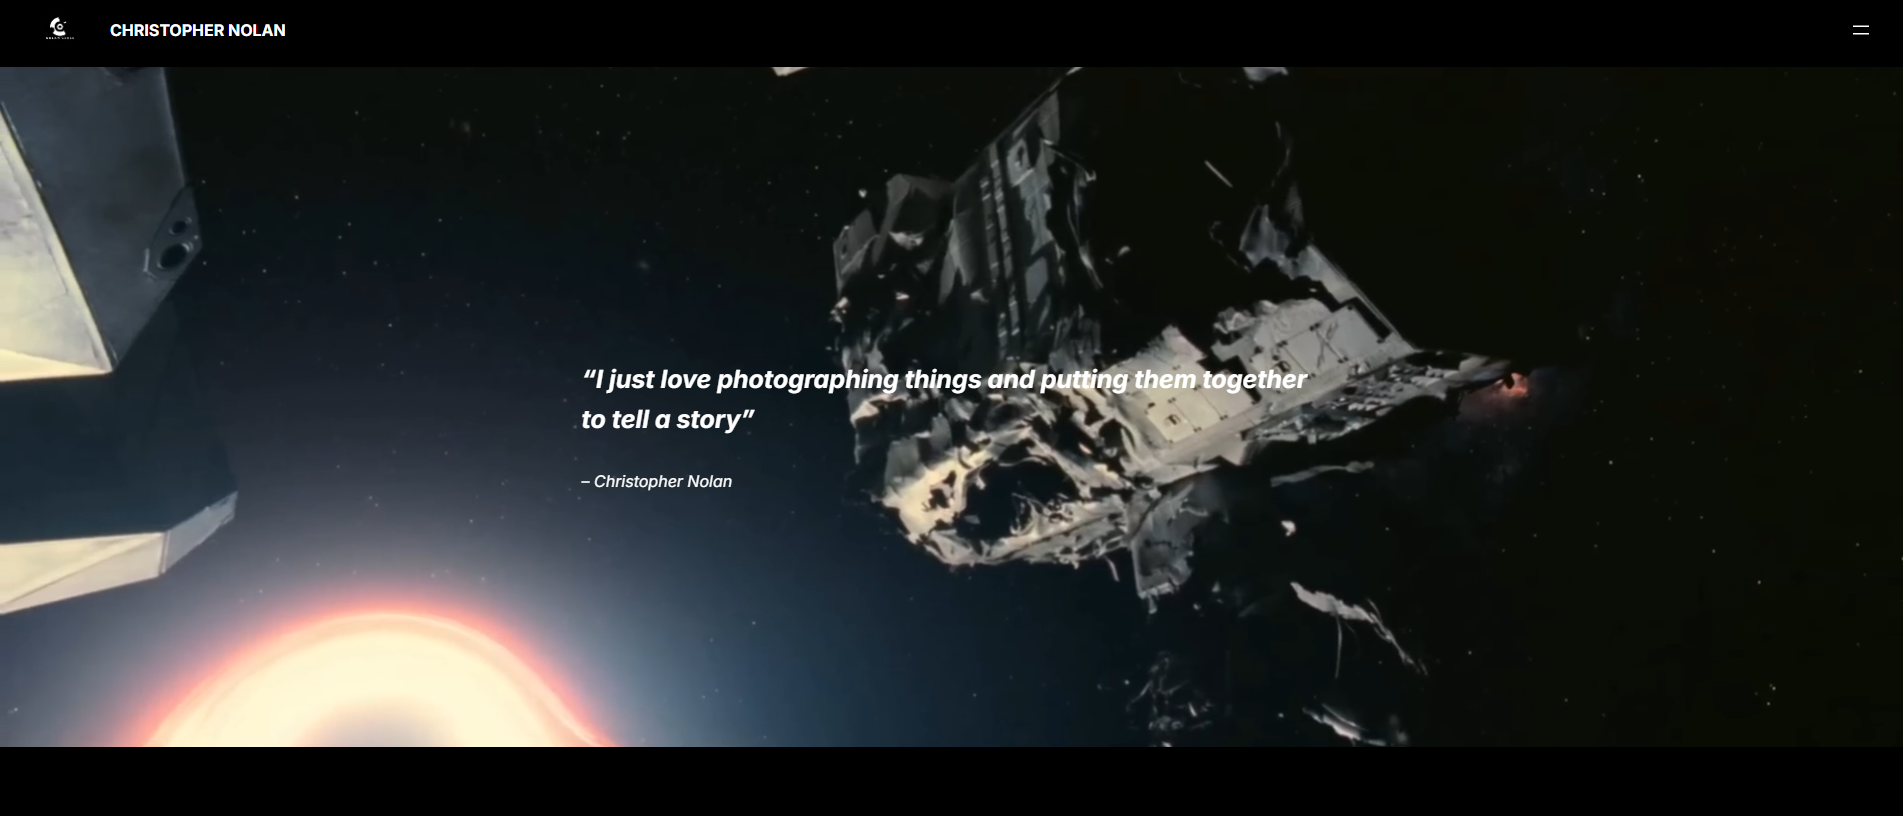 CHRISTOPHER NOLAN
“I just love photographing things and putting them together
to tell a story”
– Christopher Nolan